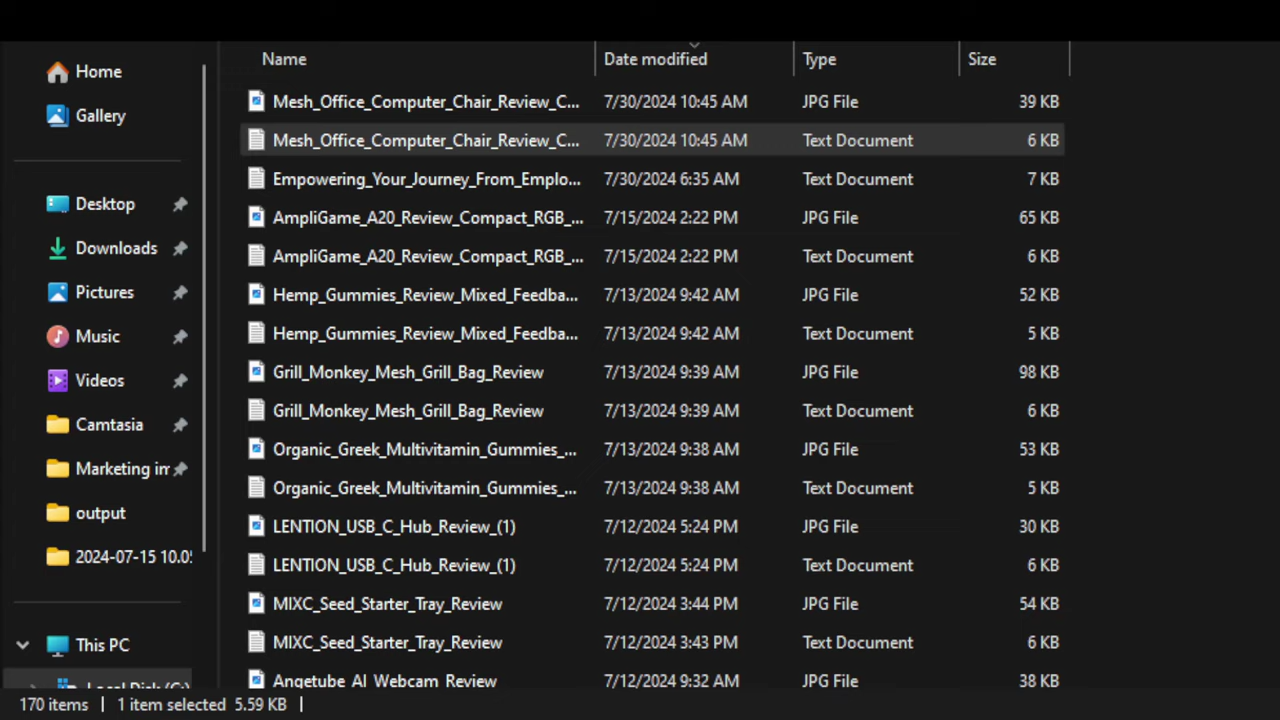 Home
Gallery
Desktop
Downloads
Pictures
Music
Videos
Camtasia
Marketing im
output
2024-07-15 10.05
This PC
Local Disk (C:)
Name Date modified Type Size
Mesh_Office_Computer_Chair_Review_C... 7/30/2024 10:45 AM JPG File 39 KB
Mesh_Office_Computer_Chair_Review_C... 7/30/2024 10:45 AM Text Document 6 KB
Empowering_Your_Journey_From_Emplo... 7/30/2024 6:35 AM Text Document 7 KB
AmpliGame_A20_Review_Compact_RGB_... 7/15/2024 2:22 PM JPG File 65 KB
AmpliGame_A20_Review_Compact_RGB_... 7/15/2024 2:22 PM Text Document 6 KB
Hemp_Gummies_Review_Mixed_Feedba... 7/13/2024 9:42 AM JPG File 52 KB
Hemp_Gummies_Review_Mixed_Feedba... 7/13/2024 9:42 AM Text Document 5 KB
Grill_Monkey_Mesh_Grill_Bag_Review 7/13/2024 9:39 AM JPG File 98 KB
Grill_Monkey_Mesh_Grill_Bag_Review 7/13/2024 9:39 AM Text Document 6 KB
Organic_Greek_Multivitamin_Gummies_... 7/13/2024 9:38 AM JPG File 53 KB
Organic_Greek_Multivitamin_Gummies_... 7/13/2024 9:38 AM Text Document 5 KB
LENTION_USB_C_Hub_Review_(1) 7/12/2024 5:24 PM JPG File 30 KB
LENTION_USB_C_Hub_Review_(1) 7/12/2024 5:24 PM Text Document 6 KB
MIXC_Seed_Starter_Tray_Review 7/12/2024 3:44 PM JPG File 54 KB
MIXC_Seed_Starter_Tray_Review 7/12/2024 3:43 PM Text Document 6 KB
Angetube_AI_Webcam_Review 7/12/2024 9:32 AM JPG File 38 KB
170 items 1 item selected 5.59 KB